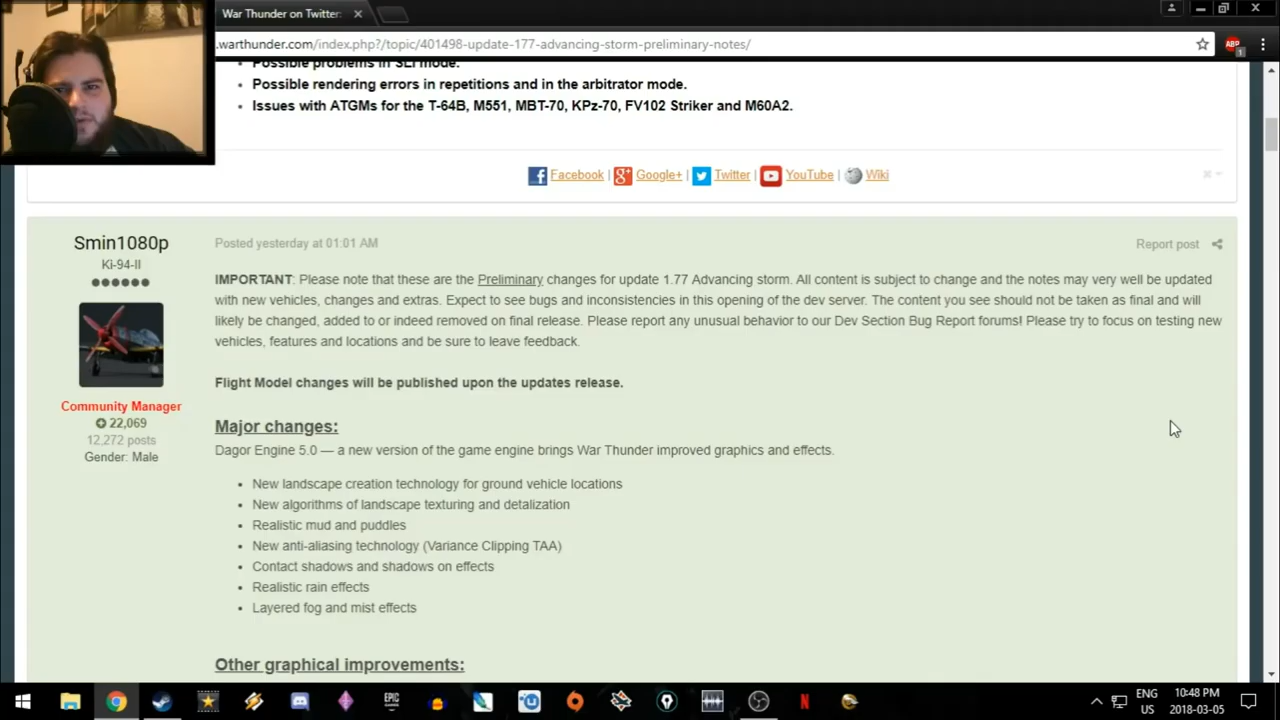 War Thunder on Twitter:
.warthunder.com/index.php?/topic/401498-update-177-advancing-storm-preliminary-notes/
ABP
1
Possible problems in SLI mode.
Possible rendering errors in repetitions and in the arbitrator mode.
Issues with ATGMs for the T-64B, M551, MBT-70, KPz-70, FV102 Striker and M60A2.
Facebook | Google+ | Twitter | YouTube | Wiki
Smin1080p
Ki-94-II
Community Manager
22,069
12,272 posts
Gender: Male
Posted yesterday at 01:01 AM
Report post
IMPORTANT: Please note that these are the Preliminary changes for update 1.77 Advancing storm. All content is subject to change and the notes may very well be updated
with new vehicles, changes and extras. Expect to see bugs and inconsistencies in this opening of the dev server. The content you see should not be taken as final and will
likely be changed, added to or indeed removed on final release. Please report any unusual behavior to our Dev Section Bug Report forums! Please try to focus on testing new
vehicles, features and locations and be sure to leave feedback.
Flight Model changes will be published upon the updates release.
Major changes:
Dagor Engine 5.0 — a new version of the game engine brings War Thunder improved graphics and effects.
New landscape creation technology for ground vehicle locations
New algorithms of landscape texturing and detalization
Realistic mud and puddles
New anti-aliasing technology (Variance Clipping TAA)
Contact shadows and shadows on effects
Realistic rain effects
Layered fog and mist effects
Other graphical improvements:
EPIC
GAMES
N
ENG
US
10:48 PM
2018-03-05